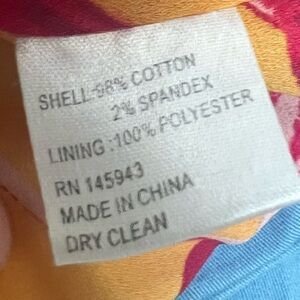 SHELL:98% COTTON
2% SPANDEX
LINING:100% POLYESTER
RN 145943
MADE IN CHINA
DRY CLEAN